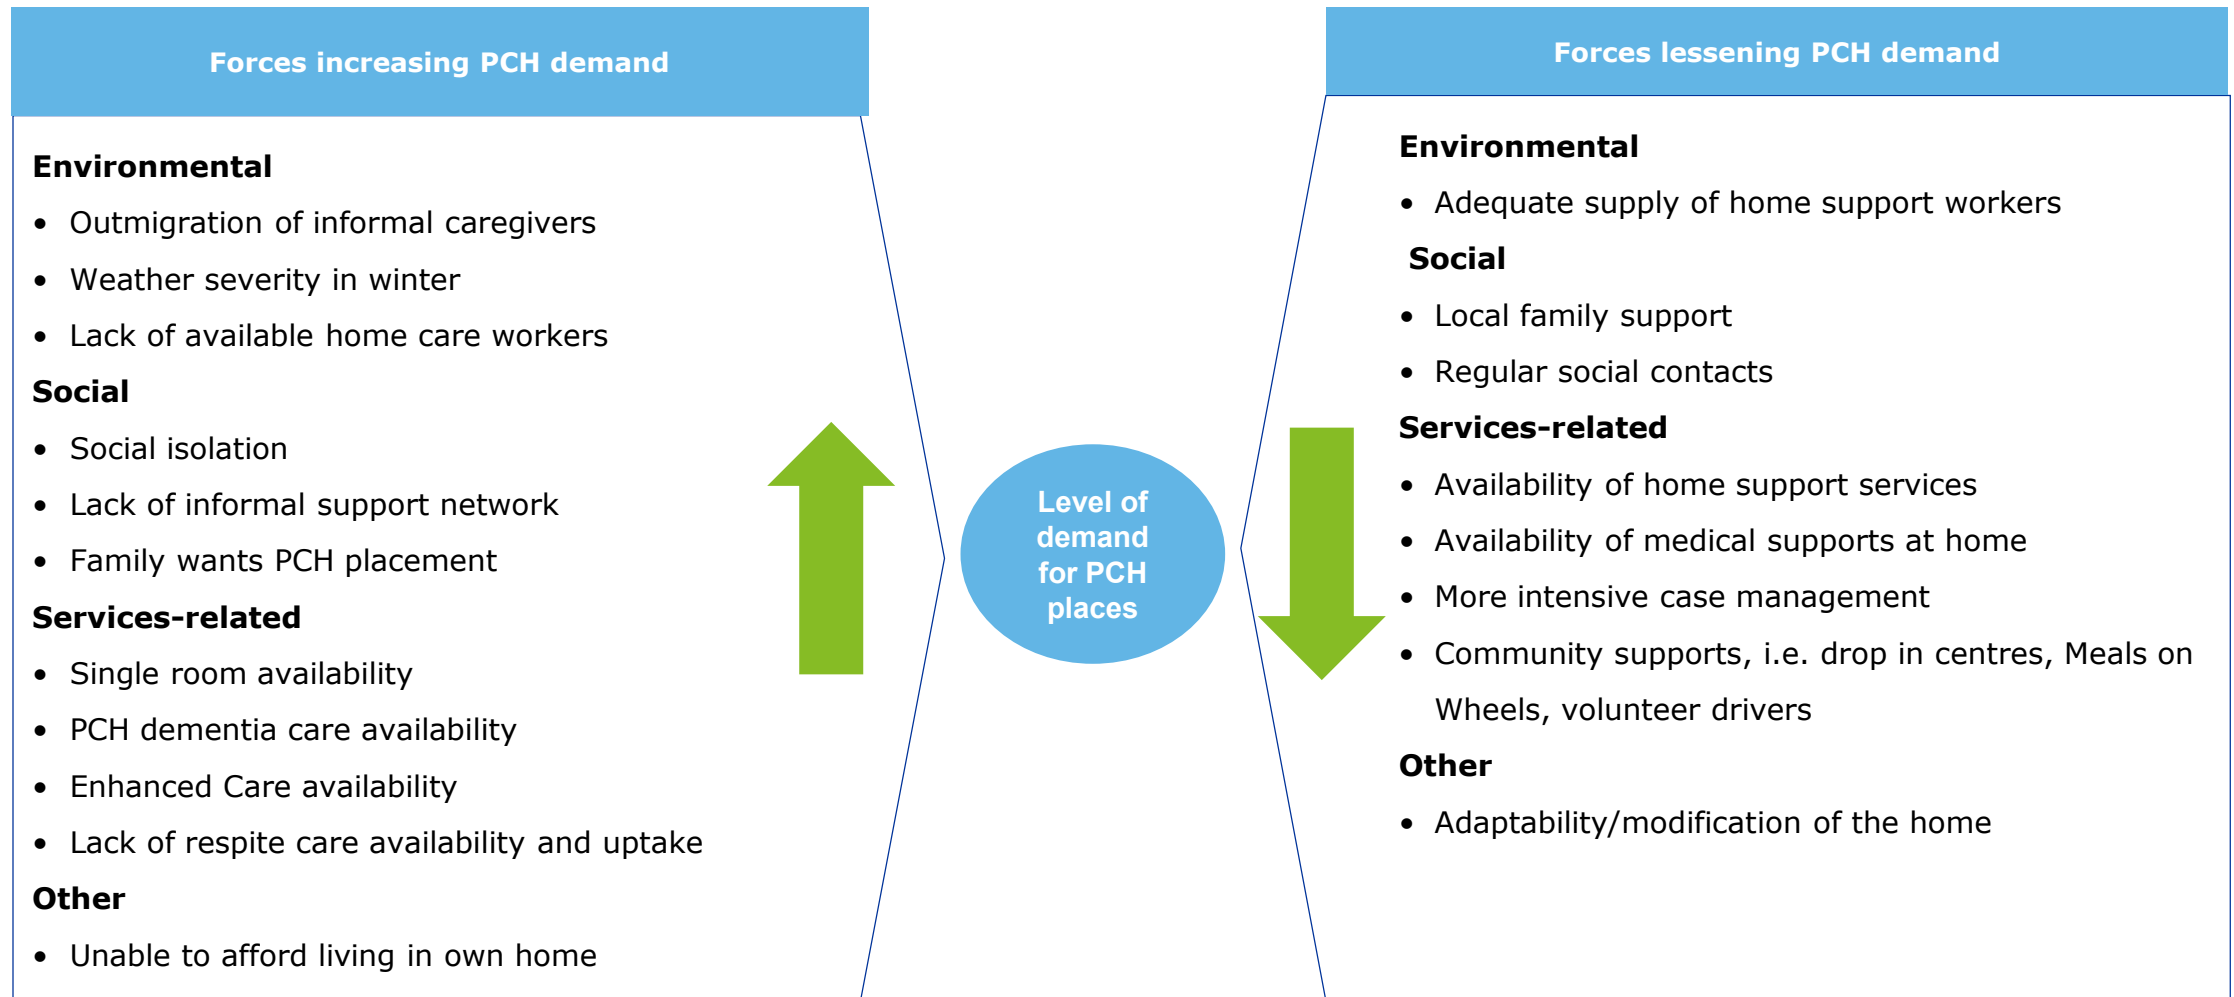 Forces increasing PCH demand
Environmental
• Outmigration of informal caregivers
• Weather severity in winter
• Lack of available home care workers
Social
• Social isolation
• Lack of informal support network
• Family wants PCH placement
Services-related
• Single room availability
• PCH dementia care availability
• Enhanced Care availability
• Lack of respite care availability and uptake
Other
• Unable to afford living in own home
Level of
demand
for PCH
places
Forces lessening PCH demand
Environmental
• Adequate supply of home support workers
Social
• Local family support
• Regular social contacts
Services-related
• Availability of home support services
• Availability of medical supports at home
• More intensive case management
• Community supports, i.e. drop in centres, Meals on
Wheels, volunteer drivers
Other
• Adaptability/modification of the home